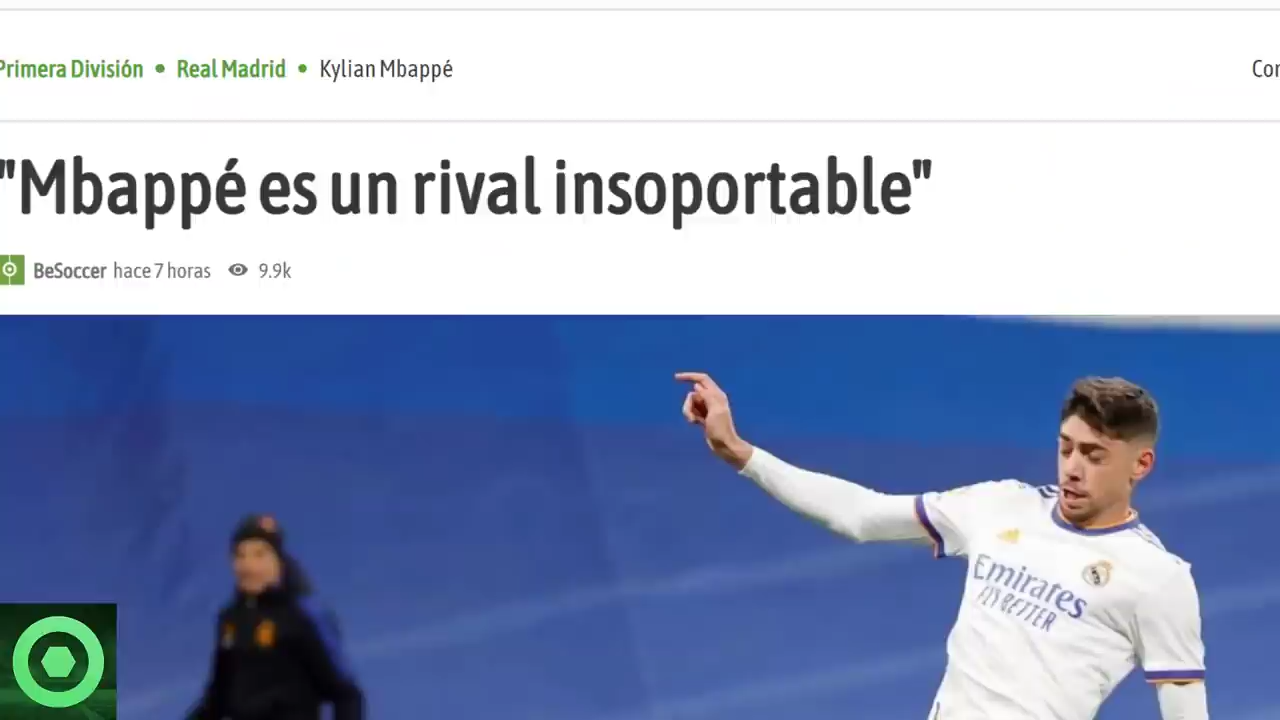 Primera División • Real Madrid • Kylian Mbappé
"Mbappé es un rival insoportable"
BeSoccer hace 7 horas 9.9k
Emirates
FLY BETTER